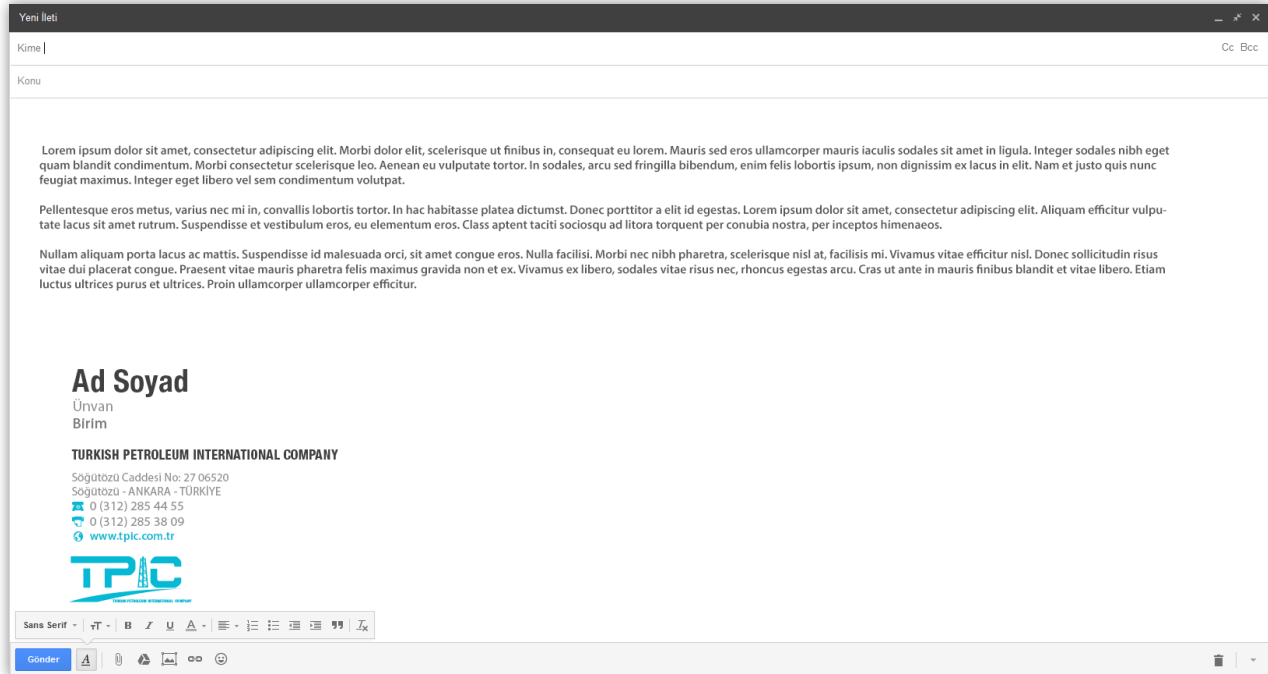 Yeni İleti
Kime
Cc Bcc
Konu
Lorem ipsum dolor sit amet, consectetur adipiscing elit. Morbi dolor elit, scelerisque ut finibus in, consequat eu lorem. Mauris sed eros ullamcorper mauris iaculis sodales sit amet in ligula. Integer sodales nibh eget
quam blandit condimentum. Morbi consectetur scelerisque leo. Aenean eu vulputate tortor. In sodales, arcu sed fringilla bibendum, enim felis lobortis ipsum, non dignissim ex lacus in elit. Nam et justo quis nunc
feugiat maximus. Integer eget libero vel sem condimentum volutpat.
Pellentesque eros metus, varius nec mi in, convallis lobortis tortor. In hac habitasse platea dictumst. Donec porttitor a elit id egestas. Lorem ipsum dolor sit amet, consectetur adipiscing elit. Aliquam efficitur vulpu-
tate lacus sit amet rutrum. Suspendisse et vestibulum eros, eu elementum eros. Class aptent taciti sociosqu ad litora torquent per conubia nostra, per inceptos himenaeos.
Nullam aliquam porta lacus ac mattis. Suspendisse id malesuada orci, sit amet congue eros. Nulla facilisi. Morbi nec nibh pharetra, scelerisque nisl at, facilisis mi. Vivamus vitae efficitur nisl. Donec sollicitudin risus
vitae dui placerat congue. Praesent vitae mauris pharetra felis maximus gravida non et ex. Vivamus ex libero, sodales vitae risus nec, rhoncus egestas arcu. Cras ut ante in mauris finibus blandit et vitae libero. Etiam
luctus ultrices purus et ultrices. Proin ullamcorper ullamcorper efficitur.
Ad Soyad
Ünvan
Birim
TURKISH PETROLEUM INTERNATIONAL COMPANY
Söğütözü Caddesi No: 27 06520
Söğütözü - ANKARA - TÜRKİYE
0 (312) 285 44 55
0 (312) 285 38 09
www.tpic.com.tr
TPIC
TURKISH PETROLEUM INTERNATIONAL COMPANY
Sans Serif
Gönder